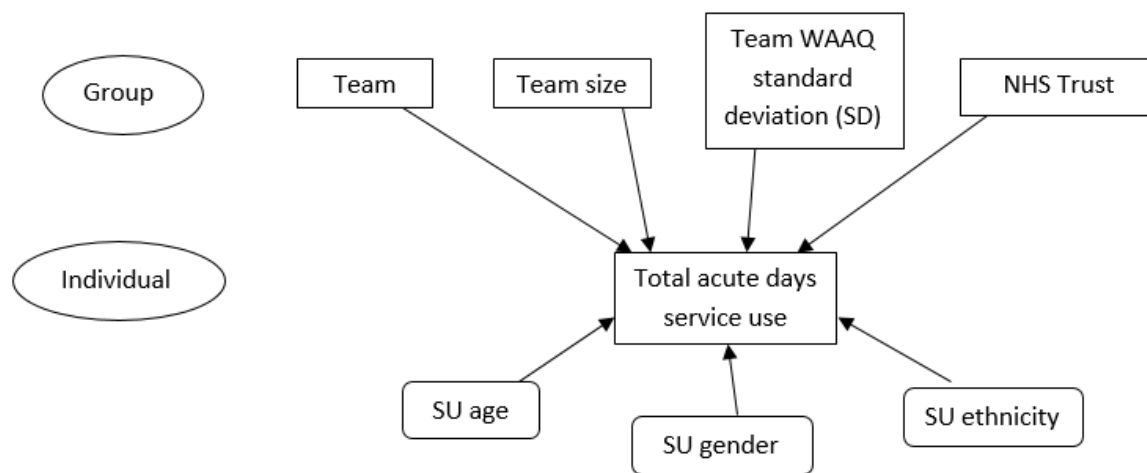 Group
Team
Team size
Team WAAQ
standard
deviation (SD)
NHS Trust
Individual
Total acute days
service use
SU age
SU gender
SU ethnicity